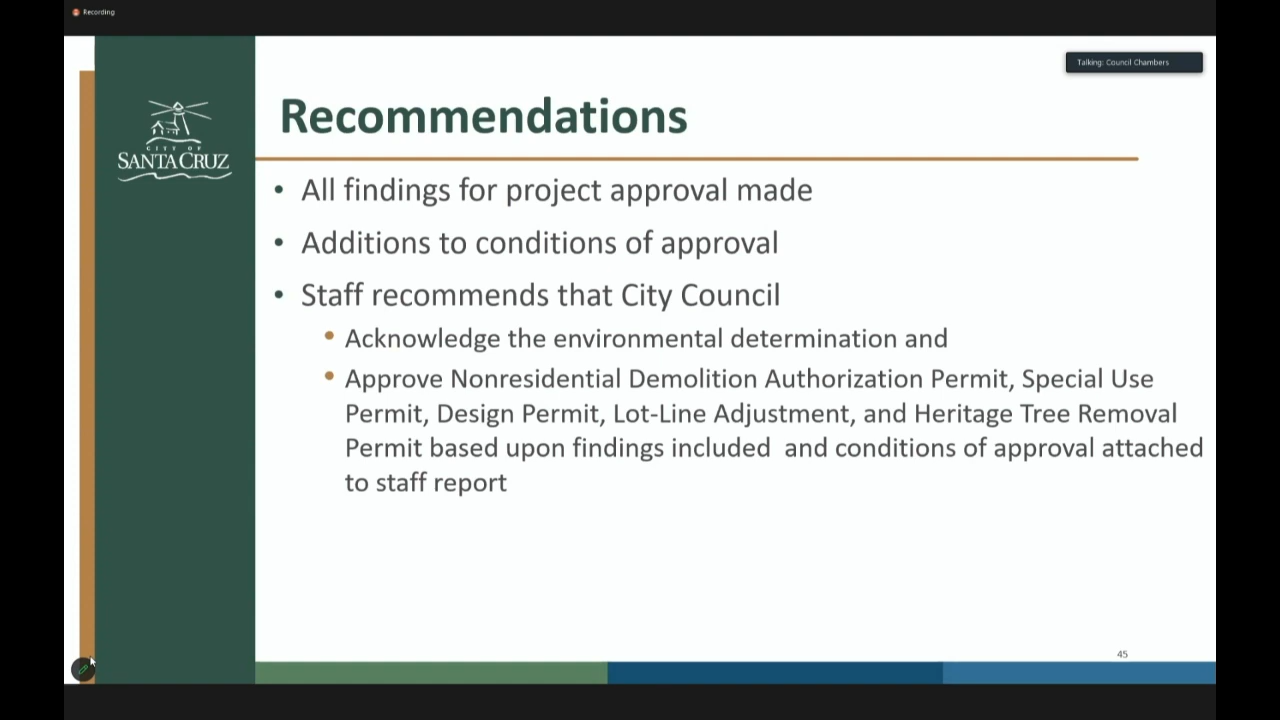 Recording
Talking: Council Chambers
CITY OF
SANTA CRUZ
Recommendations
• All findings for project approval made
• Additions to conditions of approval
• Staff recommends that City Council
• Acknowledge the environmental determination and
• Approve Nonresidential Demolition Authorization Permit, Special Use
Permit, Design Permit, Lot-Line Adjustment, and Heritage Tree Removal
Permit based upon findings included  and conditions of approval attached
to staff report
45